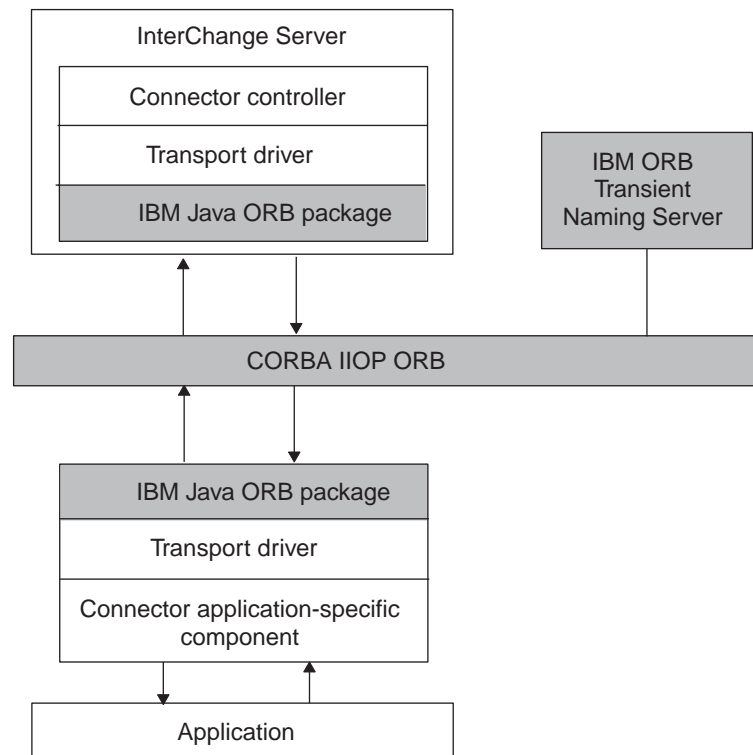 InterChange Server
Connector controller
Transport driver
IBM Java ORB package
IBM ORB
Transient
Naming Server
CORBA IIOP ORB
IBM Java ORB package
Transport driver
Connector application-specific
component
Application